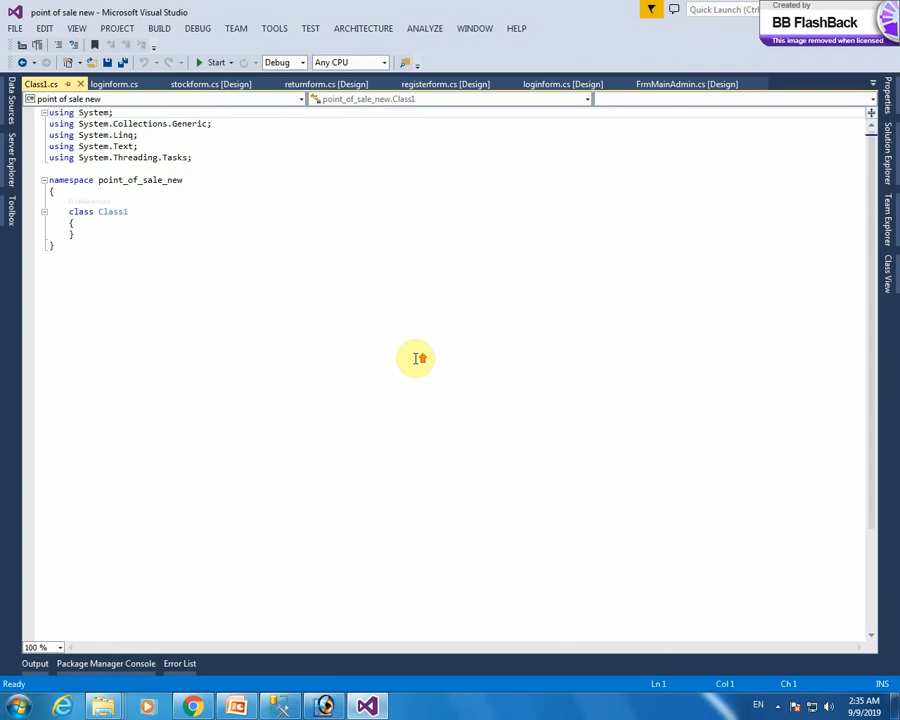 point of sale new - Microsoft Visual Studio
Quick Launch (Ctrl
Created by
BB FlashBack
This image removed when licensed
FILE EDIT VIEW PROJECT BUILD DEBUG TEAM TOOLS TEST ARCHITECTURE ANALYZE WINDOW HELP
Start Debug Any CPU
Class1.cs loginform.cs stockform.cs [Design] returnform.cs [Design] registerform.cs [Design] loginform.cs [Design] FrmMainAdmin.cs [Design]
point of sale new point_of_sale_new.Class1
using System;
using System.Collections.Generic;
using System.Linq;
using System.Text;
using System.Threading.Tasks;
namespace point_of_sale_new
{
0 references
class Class1
{
}
}
Data Sources
Server Explorer
Toolbox
Properties
Solution Explorer
Team Explorer
Class View
100 %
Output Package Manager Console Error List
Ready Ln 1 Col 1 Ch 1 INS
EN 2:35 AM
9/9/2019